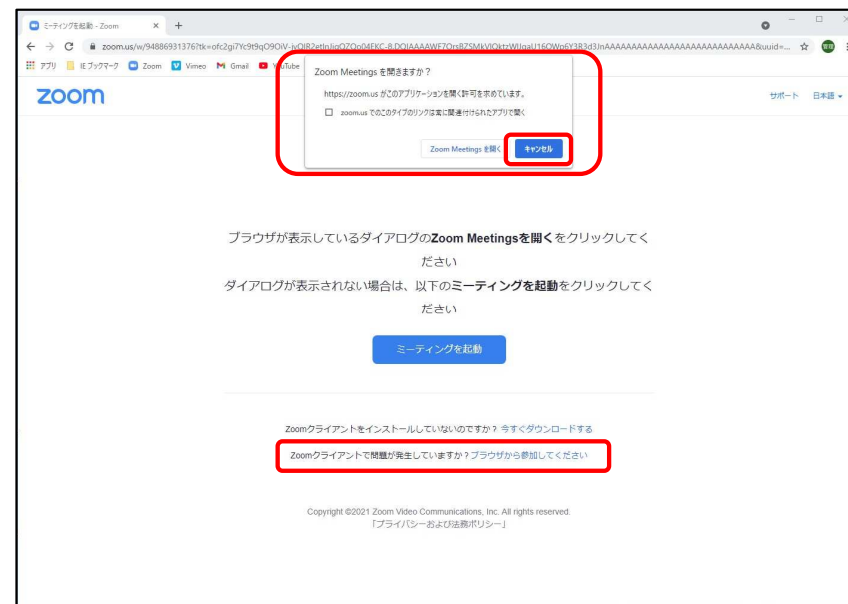 ミーティングを起動 - Zoom
アプリ IE ブックマーク Zoom Vimeo Gmail YouTube
zoom
サポート 日本語
Zoom Meetings を開きますか？
https://zoom.us がこのアプリケーションを開く許可を求めています。
zoom.us でのこのタイプのリンクは常に関連付けられたアプリで開く
Zoom Meetings を開く キャンセル
ブラウザが表示しているダイアログのZoom Meetingsを開くをクリックしてく
ださい
ダイアログが表示されない場合は、以下のミーティングを起動をクリックしてく
ださい
ミーティングを起動
Zoomクライアントをインストールしていないのですか？ 今すぐダウンロードする
Zoomクライアントで問題が発生していますか？ブラウザから参加してください
Copyright ©2021 Zoom Video Communications, Inc. All rights reserved.
「プライバシーおよび法務ポリシー」